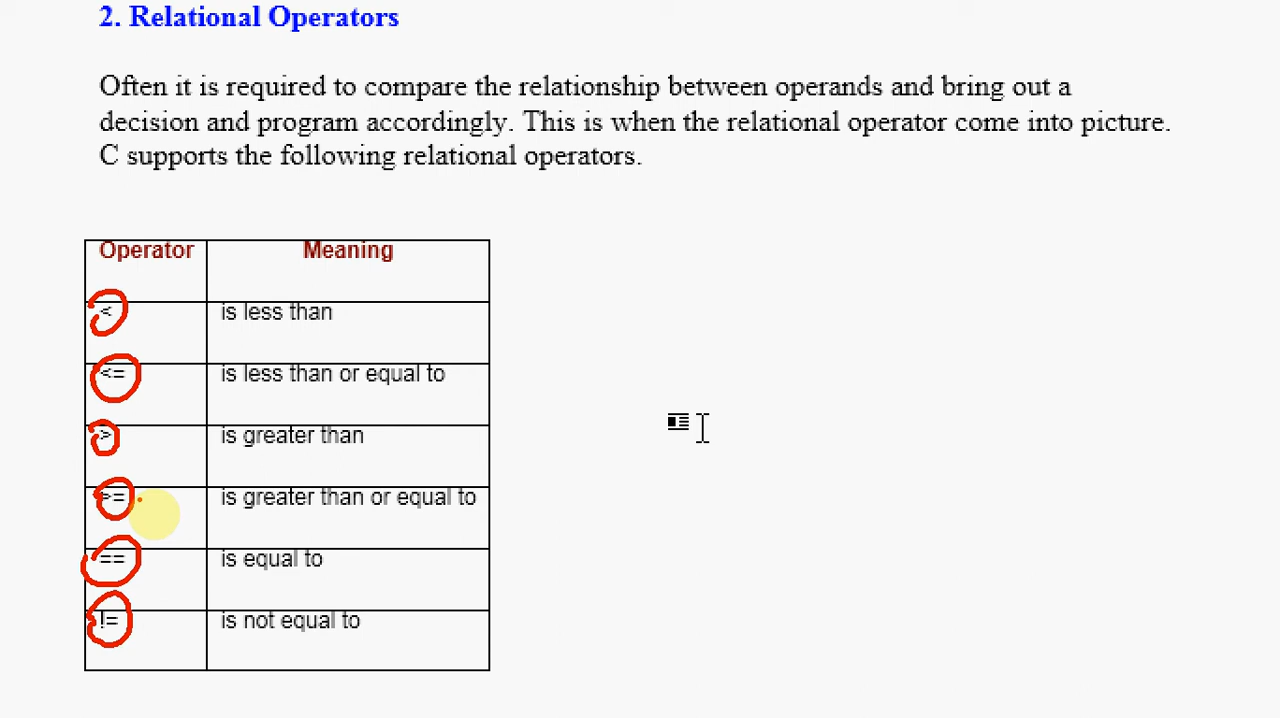 2. Relational Operators
Often it is required to compare the relationship between operands and bring out a
decision and program accordingly. This is when the relational operator come into picture.
C supports the following relational operators.
Operator Meaning
< is less than
<= is less than or equal to
> is greater than
>= is greater than or equal to
== is equal to
!= is not equal to